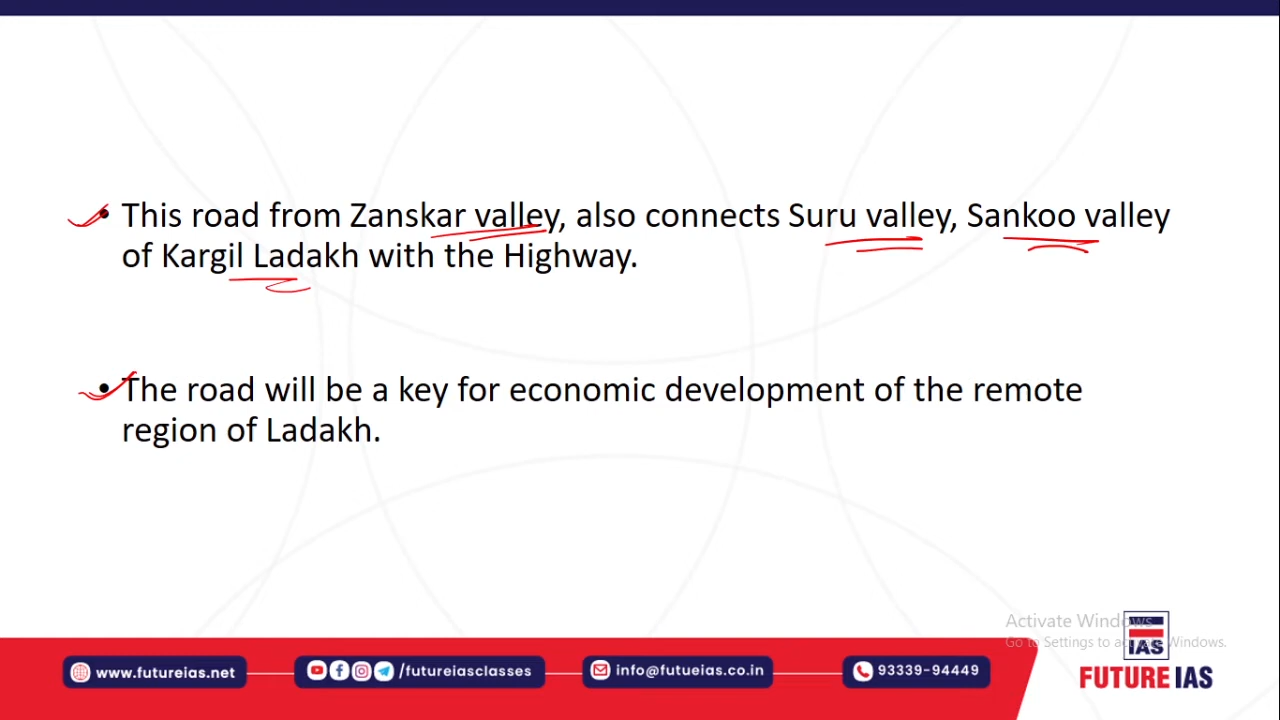 • This road from Zanskar valley, also connects Suru valley, Sankoo valley
of Kargil Ladakh with the Highway.
• The road will be a key for economic development of the remote
region of Ladakh.
Activate Windows
Go to Settings to activate Windows.
IAS
www.futureias.net
/futureiasclasses
info@futueias.co.in
93339-94449
FUTURE IAS